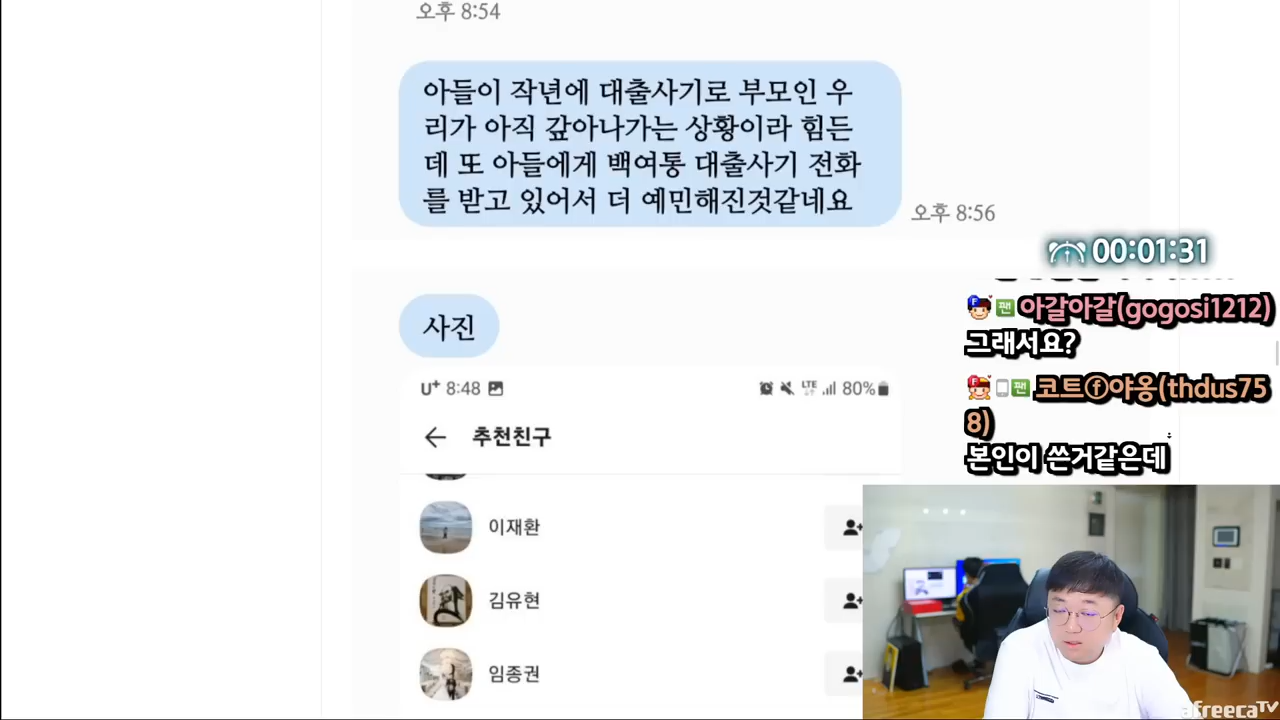 오후 8:54
아들이 작년에 대출사기로 부모인 우
리가 아직 갚아나가는 상황이라 힘든
데 또 아들에게 백여통 대출사기 전화
를 받고 있어서 더 예민해진것같네요
오후 8:56
00:01:31
사진
아갈아갈(gogosi1212)
그래서요?
U+ 8:48
LTE
80%
코트ⓕ야옹(thdus75
8)
추천친구
본인이 쓴거같은데
이재환
김유현
임종권
afreecaTV